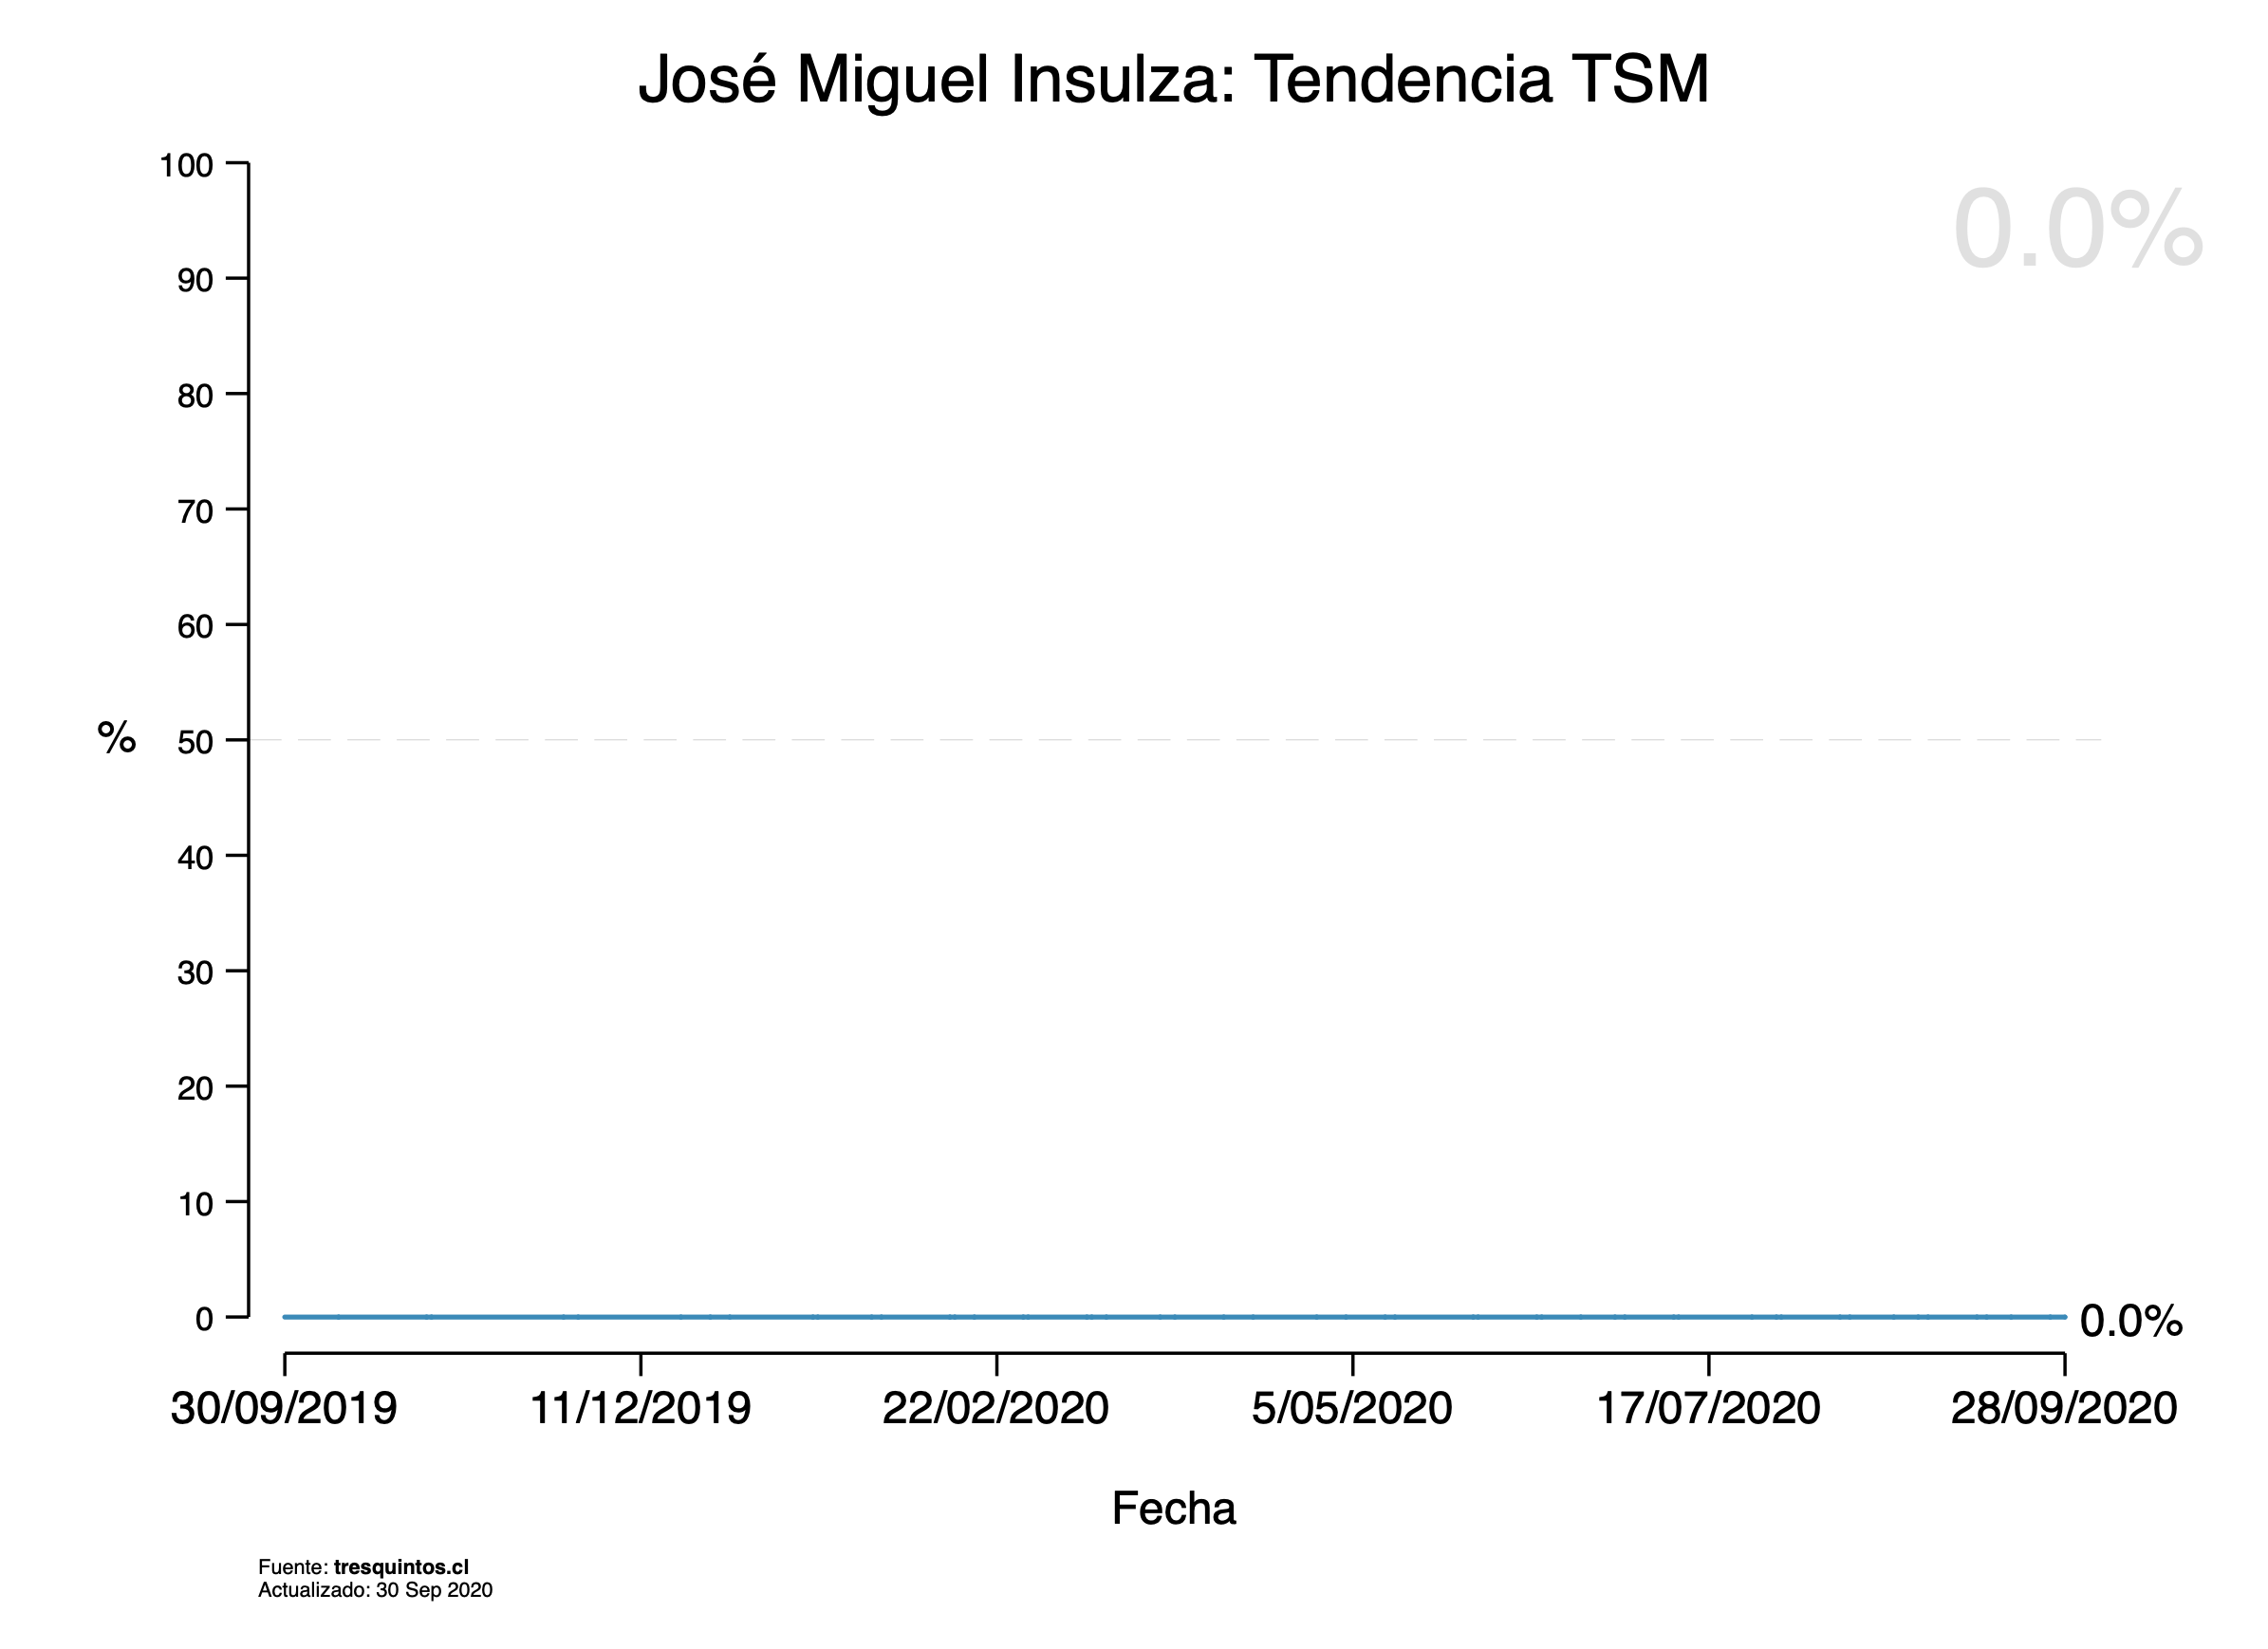 José Miguel Insulza: Tendencia TSM
100
0.0%
90
80
70
60
% 50
40
30
20
10
0
0.0%
30/09/2019 11/12/2019 22/02/2020 5/05/2020 17/07/2020 28/09/2020
Fecha
Fuente: tresquintos.cl
Actualizado: 30 Sep 2020